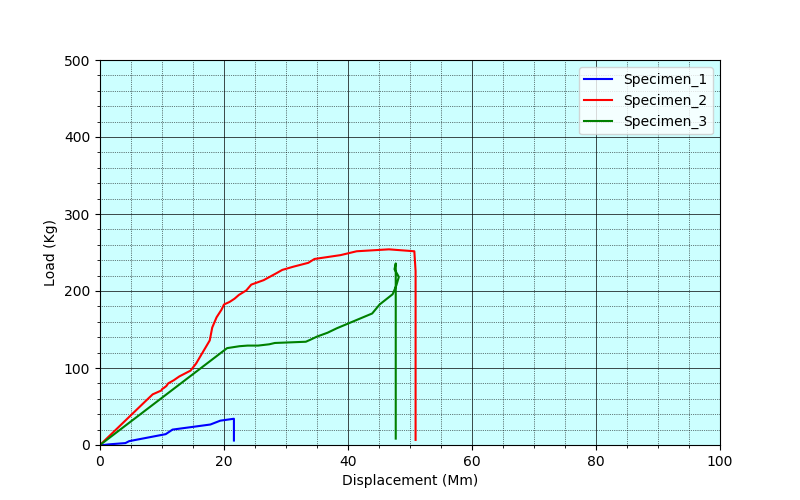 500
400
300
200
100
0
Load (Kg)
0 20 40 60 80 100
Displacement (Mm)
Specimen_1
Specimen_2
Specimen_3